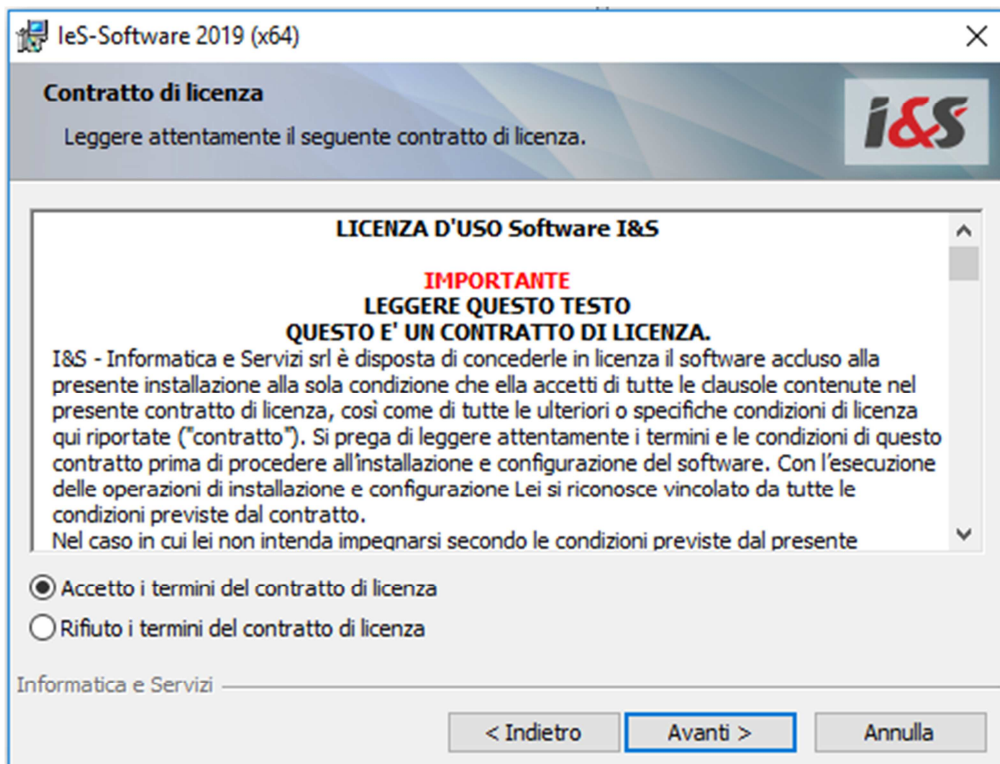 IeS-Software 2019 (x64)
Contratto di licenza
Leggere attentamente il seguente contratto di licenza.
i&S
LICENZA D'USO Software I&S
IMPORTANTE
LEGGERE QUESTO TESTO
QUESTO E' UN CONTRATTO DI LICENZA.
I&S - Informatica e Servizi srl è disposta di concederle in licenza il software accluso alla
presente installazione alla sola condizione che ella accetti di tutte le clausole contenute nel
presente contratto di licenza, così come di tutte le ulteriori o specifiche condizioni di licenza
qui riportate ("contratto"). Si prega di leggere attentamente i termini e le condizioni di questo
contratto prima di procedere all'installazione e configurazione del software. Con l'esecuzione
delle operazioni di installazione e configurazione Lei si riconosce vincolato da tutte le
condizioni previste dal contratto.
Nel caso in cui lei non intenda impegnarsi secondo le condizioni previste dal presente
Accetto i termini del contratto di licenza
Rifiuto i termini del contratto di licenza
Informatica e Servizi
< Indietro
Avanti >
Annulla